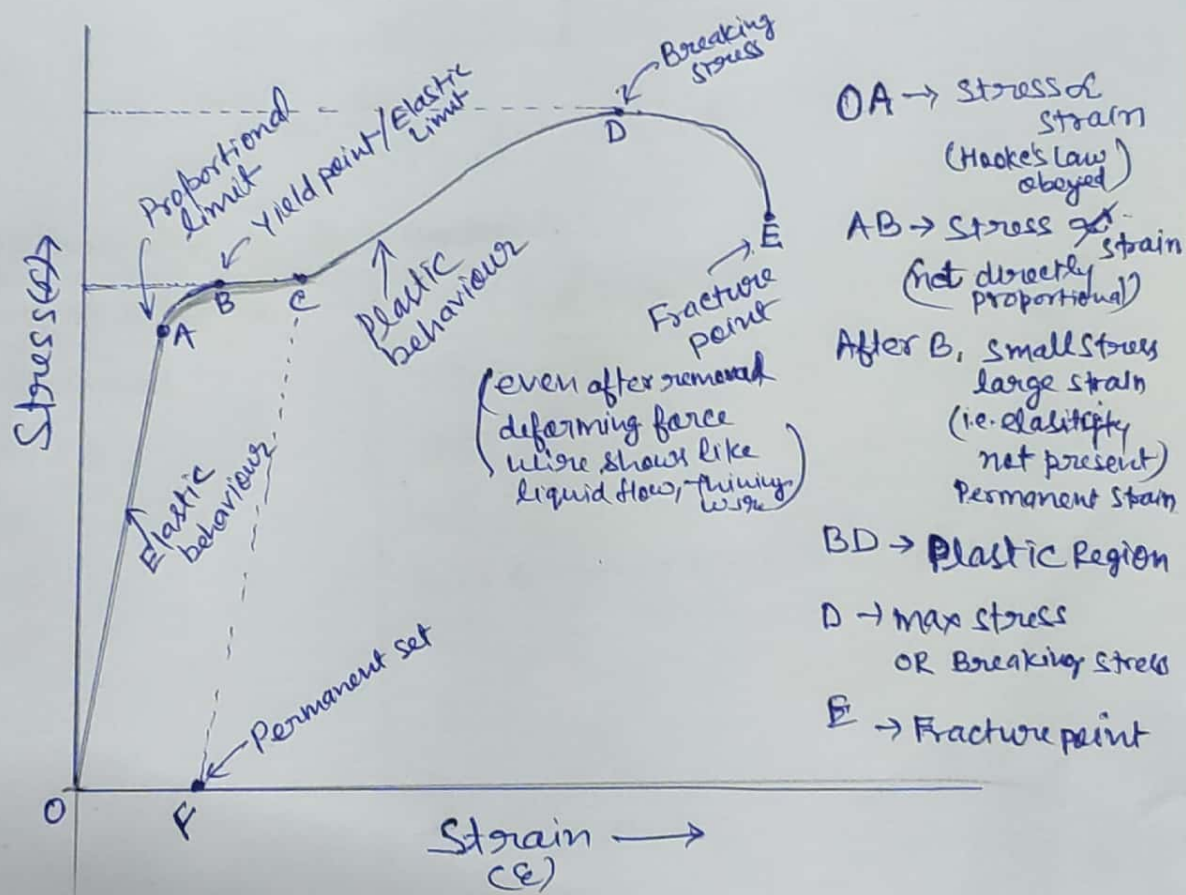 Breaking
stress
Proportional
limit
Yield point/Elastic
limit
D
A
B
C
E
Plastic
behaviour
Fracture
point
(even after removal
deforming force
wire shows like
liquid flow, thining
wire)
Stress(ε)→
Elastic
behaviour
Permanent set
O
F
Strain →
(ε)
OA → Stress ∝
strain
(Hooke's Law
obeyed)
AB → Stress ∝̸ strain
(not directly
proportional)
After B, small stress
large strain
(i.e. elasiticity
not present)
Permanent strain
BD → Plastic Region
D → max stress
OR Breaking stress
E → Fracture point